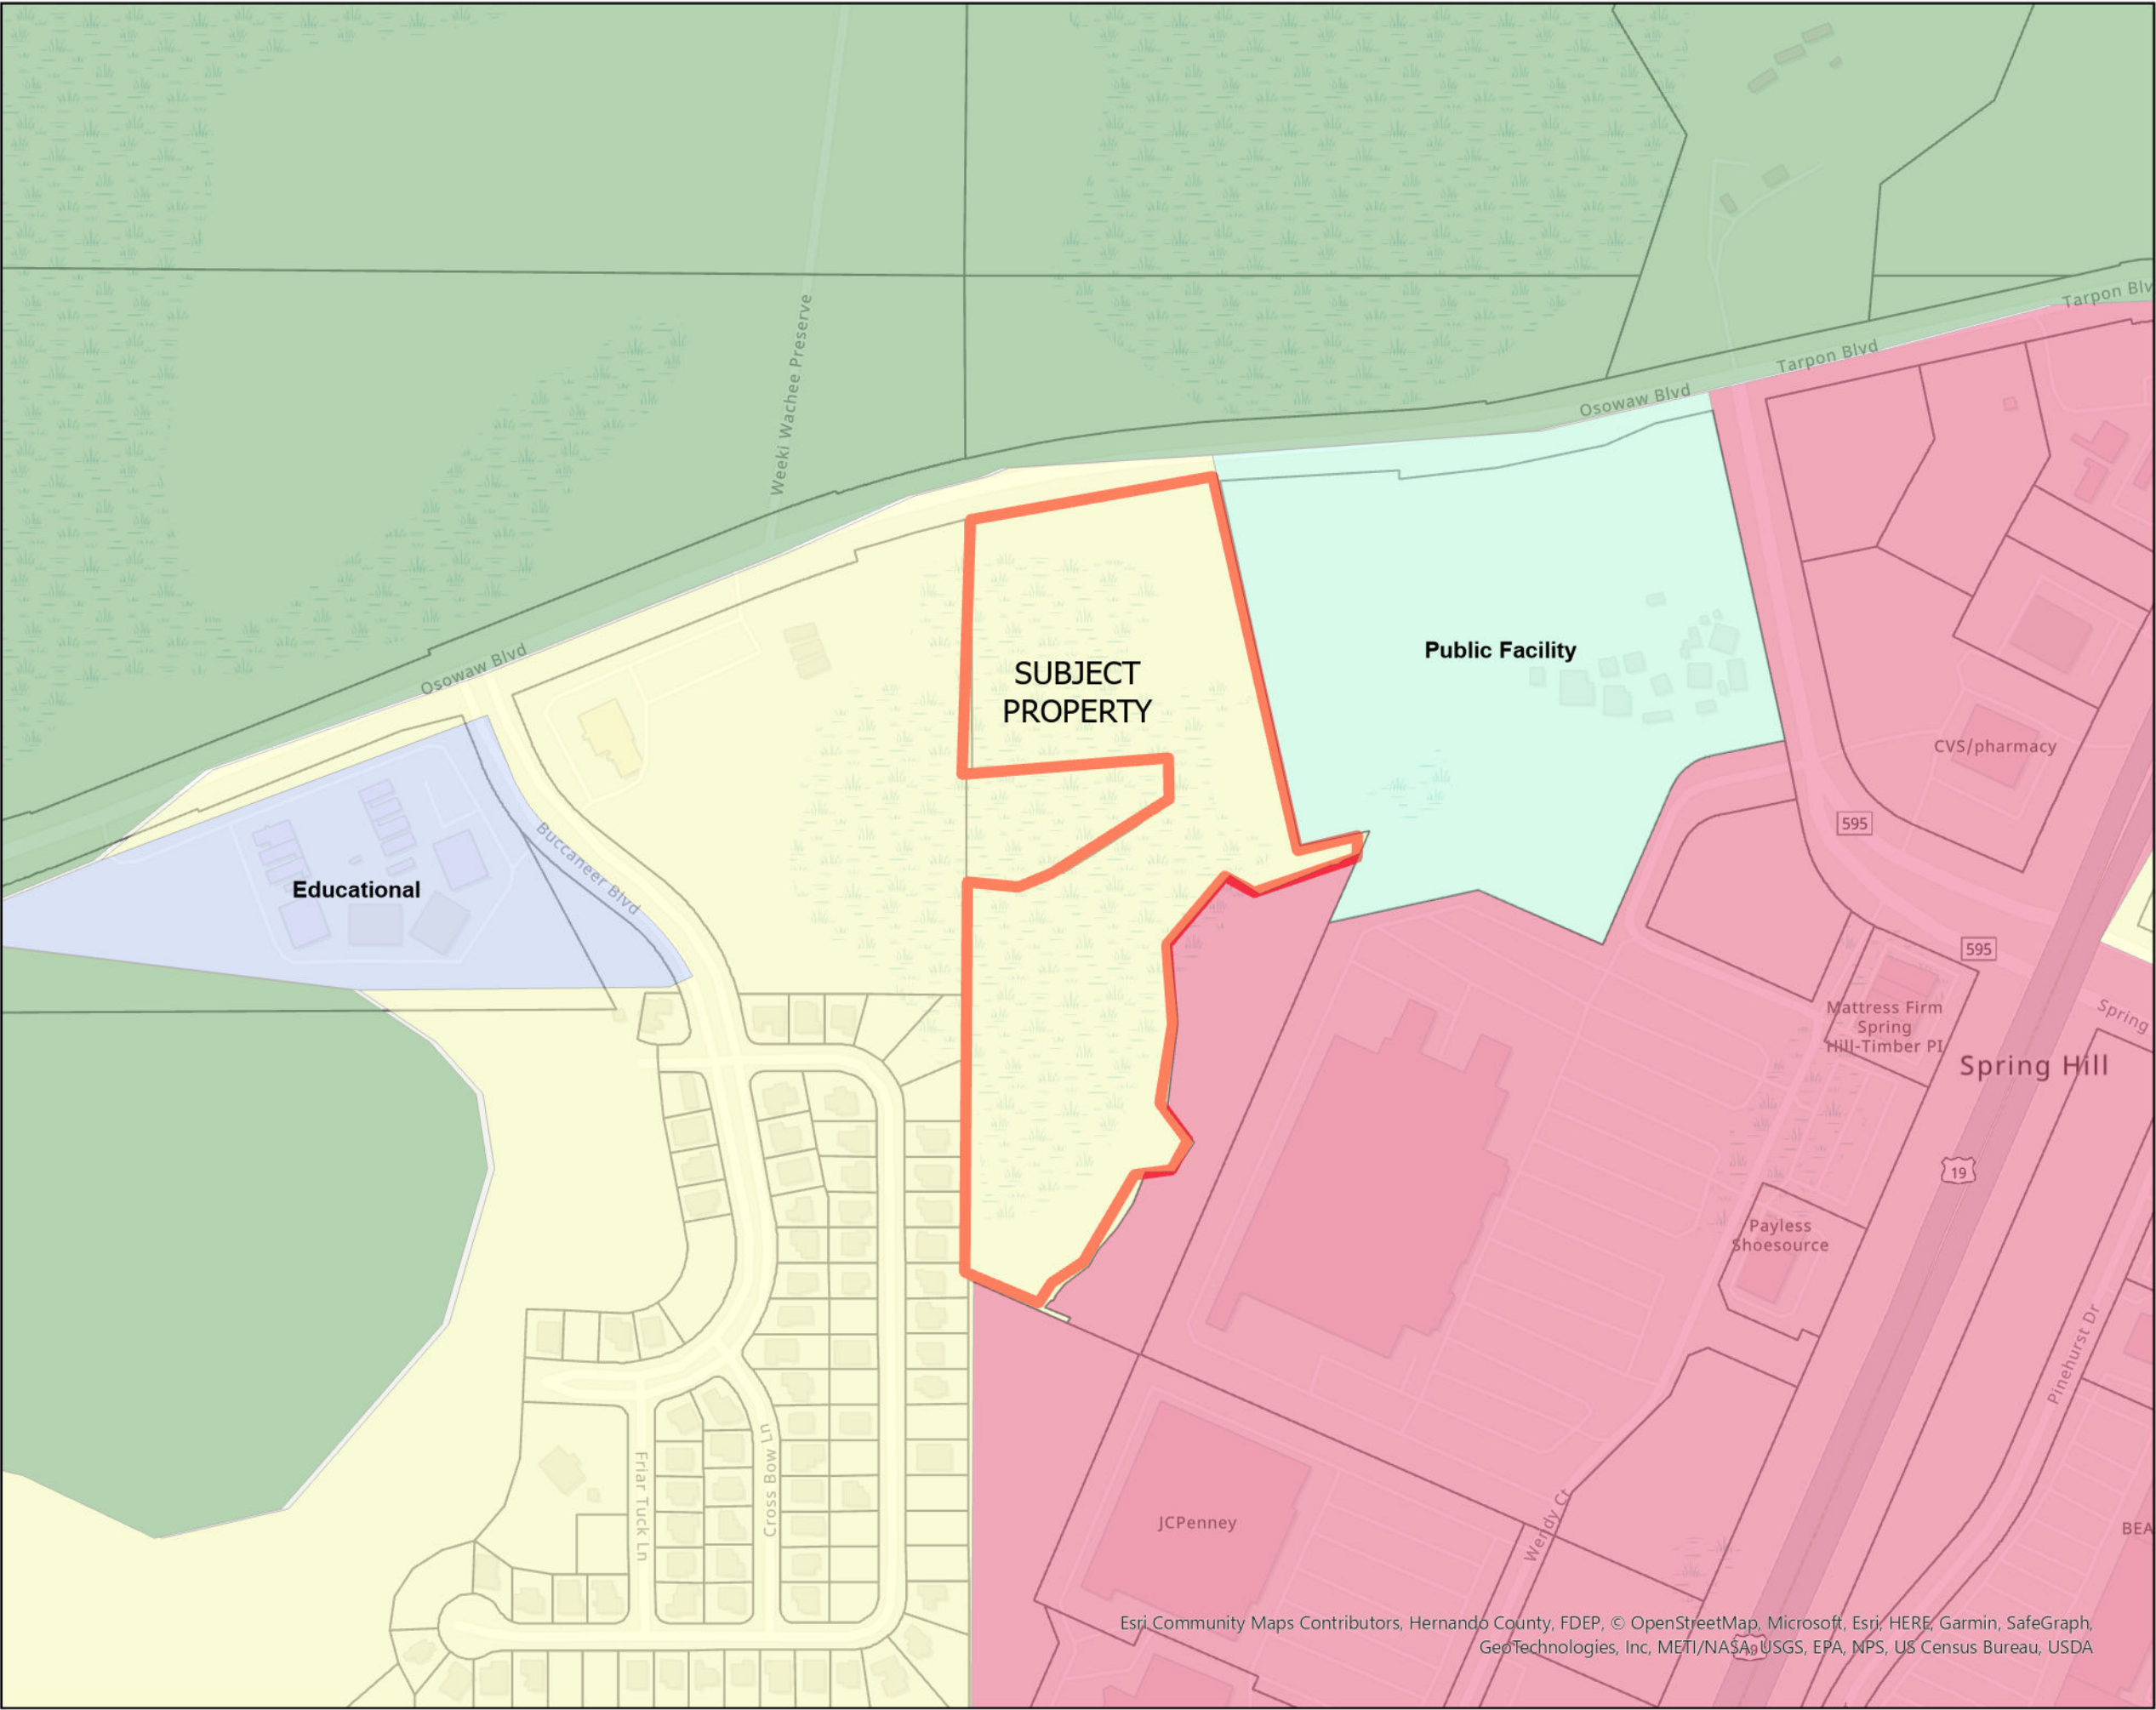 Tarpon Blv
Weeki Wachee Preserve
Tarpon Blvd
Osowaw Blvd
Osowaw Blvd
SUBJECT
PROPERTY
Public Facility
CVS/pharmacy
595
Buccaneer Blvd
Educational
595
Mattress Firm
Spring
Hill-Timber Pl
Spring
Spring Hill
19
Payless
Shoesource
Pinehurst Dr
Friar Tuck Ln
Cross Bow Ln
JCPenney
Wendy Ct
BEA
Esri Community Maps Contributors, Hernando County, FDEP, © OpenStreetMap, Microsoft, Esri, HERE, Garmin, SafeGraph,
GeoTechnologies, Inc, METI/NASA, USGS, EPA, NPS, US Census Bureau, USDA
19